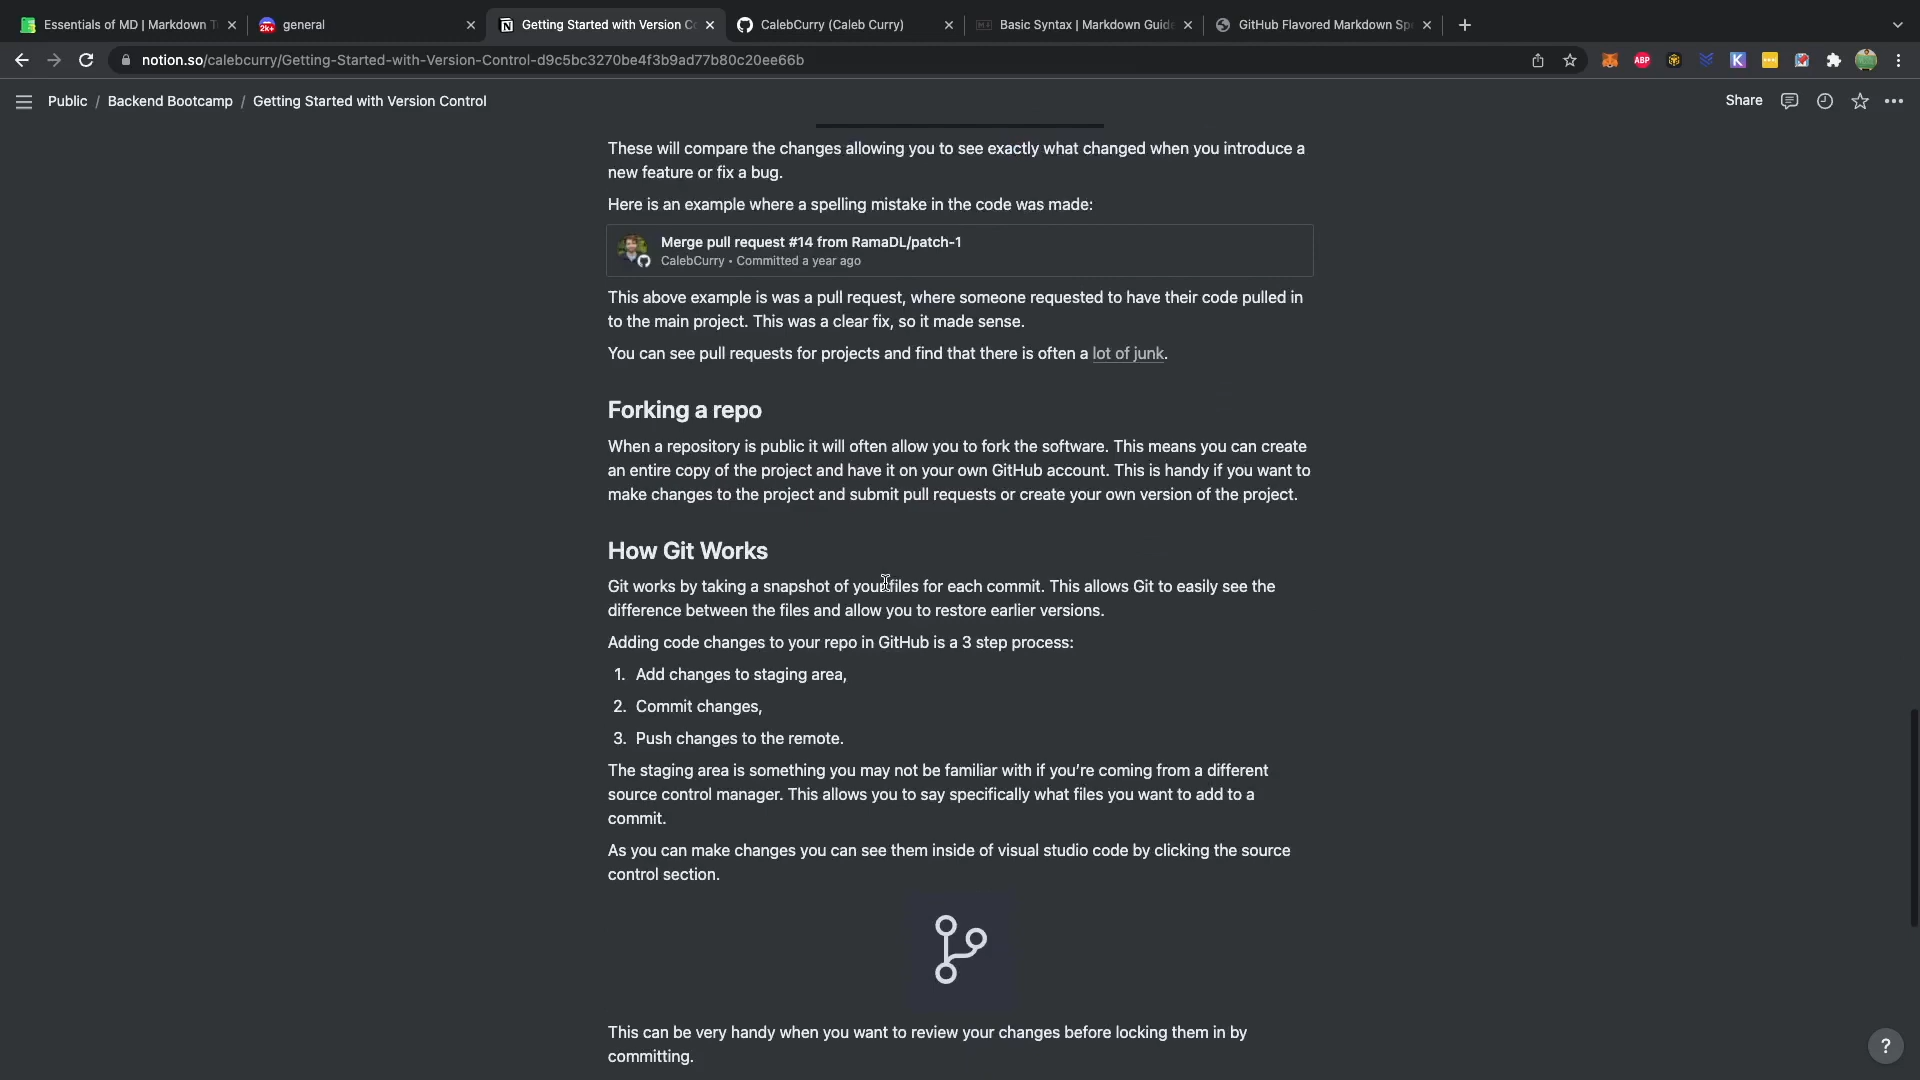 Essentials of MD | Markdown T
general
Getting Started with Version C
CalebCurry (Caleb Curry)
Basic Syntax | Markdown Guide
GitHub Flavored Markdown Sp
notion.so/calebcurry/Getting-Started-with-Version-Control-d9c5bc3270be4f3b9ad77b80c20ee66b
ABP
K
Public / Backend Bootcamp / Getting Started with Version Control
Share
These will compare the changes allowing you to see exactly what changed when you introduce a
new feature or fix a bug.
Here is an example where a spelling mistake in the code was made:
Merge pull request #14 from RamaDL/patch-1
CalebCurry • Committed a year ago
This above example is was a pull request, where someone requested to have their code pulled in
to the main project. This was a clear fix, so it made sense.
You can see pull requests for projects and find that there is often a lot of junk.
Forking a repo
When a repository is public it will often allow you to fork the software. This means you can create
an entire copy of the project and have it on your own GitHub account. This is handy if you want to
make changes to the project and submit pull requests or create your own version of the project.
How Git Works
Git works by taking a snapshot of your files for each commit. This allows Git to easily see the
difference between the files and allow you to restore earlier versions.
Adding code changes to your repo in GitHub is a 3 step process:
1. Add changes to staging area,
2. Commit changes,
3. Push changes to the remote.
The staging area is something you may not be familiar with if you're coming from a different
source control manager. This allows you to say specifically what files you want to add to a
commit.
As you can make changes you can see them inside of visual studio code by clicking the source
control section.
This can be very handy when you want to review your changes before locking them in by
committing.
?